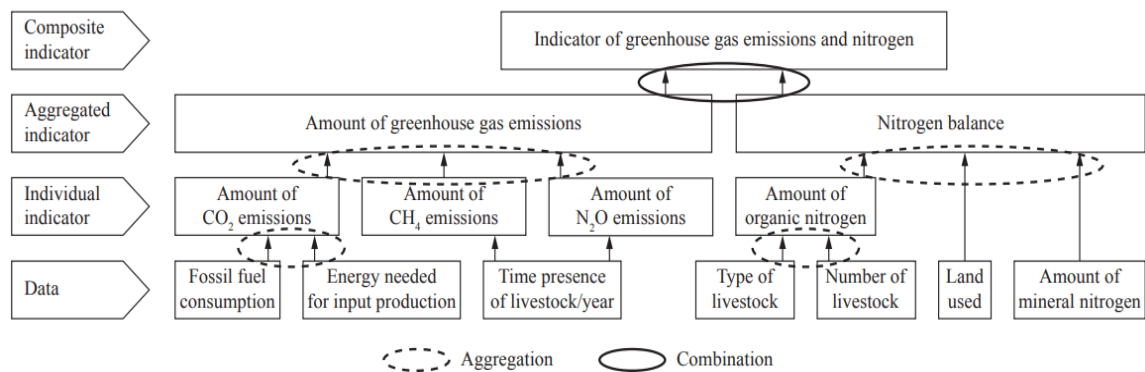 Composite
indicator
Indicator of greenhouse gas emissions and nitrogen
Aggregated
indicator
Amount of greenhouse gas emissions
Nitrogen balance
Individual
indicator
Amount of
CO₂ emissions
Amount of
CH₄ emissions
Amount of
N₂O emissions
Amount of
organic nitrogen
Data
Fossil fuel
consumption
Energy needed
for input production
Time presence
of livestock/year
Type of
livestock
Number of
livestock
Land
used
Amount of
mineral nitrogen
Aggregation
Combination